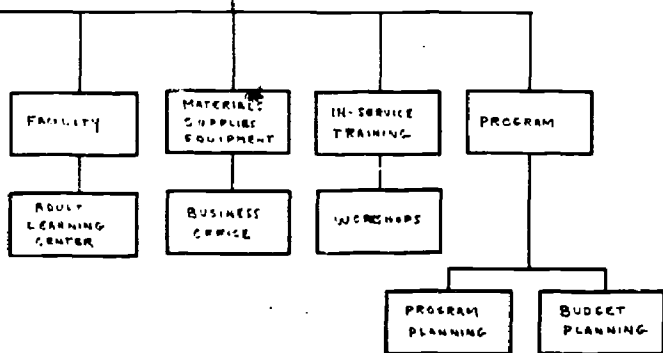 FACILITY
MATERIALS
SUPPLIES
EQUIPMENT
IN-SERVICE
TRAINING
PROGRAM
ADULT
LEARNING
CENTER
BUSINESS
OFFICE
WORKSHOPS
PROGRAM
PLANNING
BUDGET
PLANNING